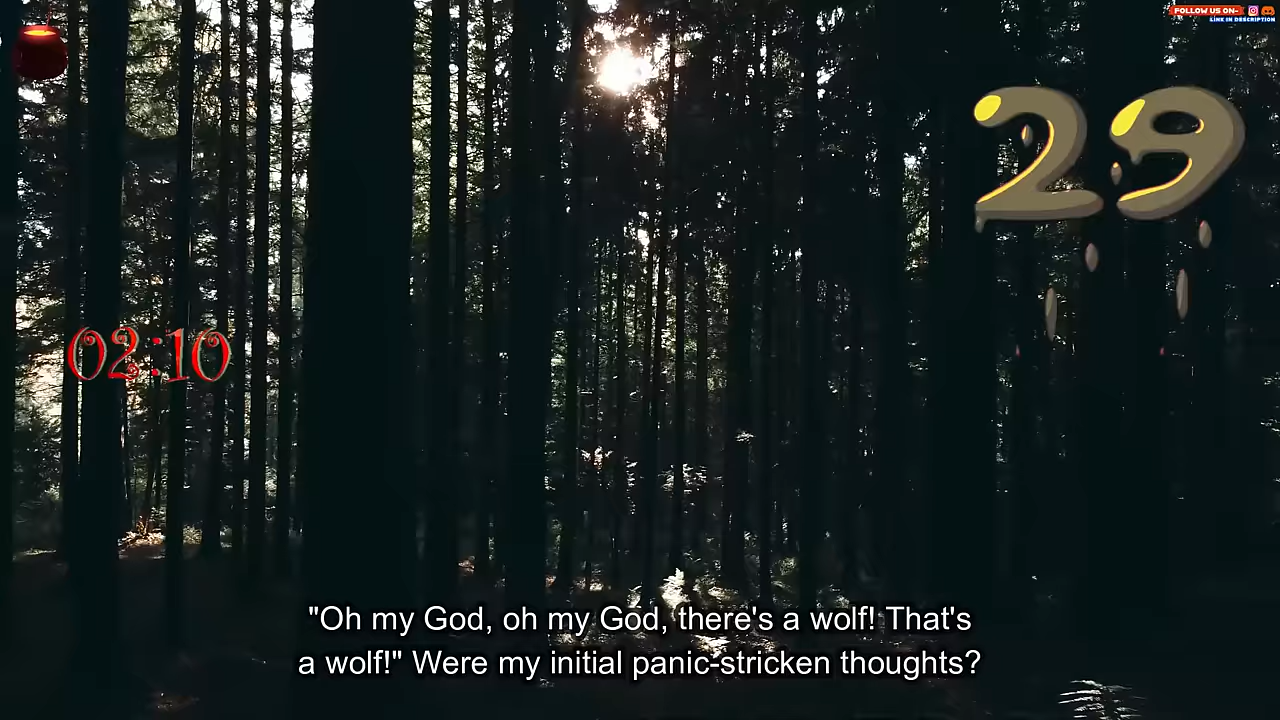 FOLLOW US ON-
LINK IN DESCRIPTION
29
02:10
"Oh my God, oh my God, there's a wolf! That's
a wolf!" Were my initial panic-stricken thoughts?